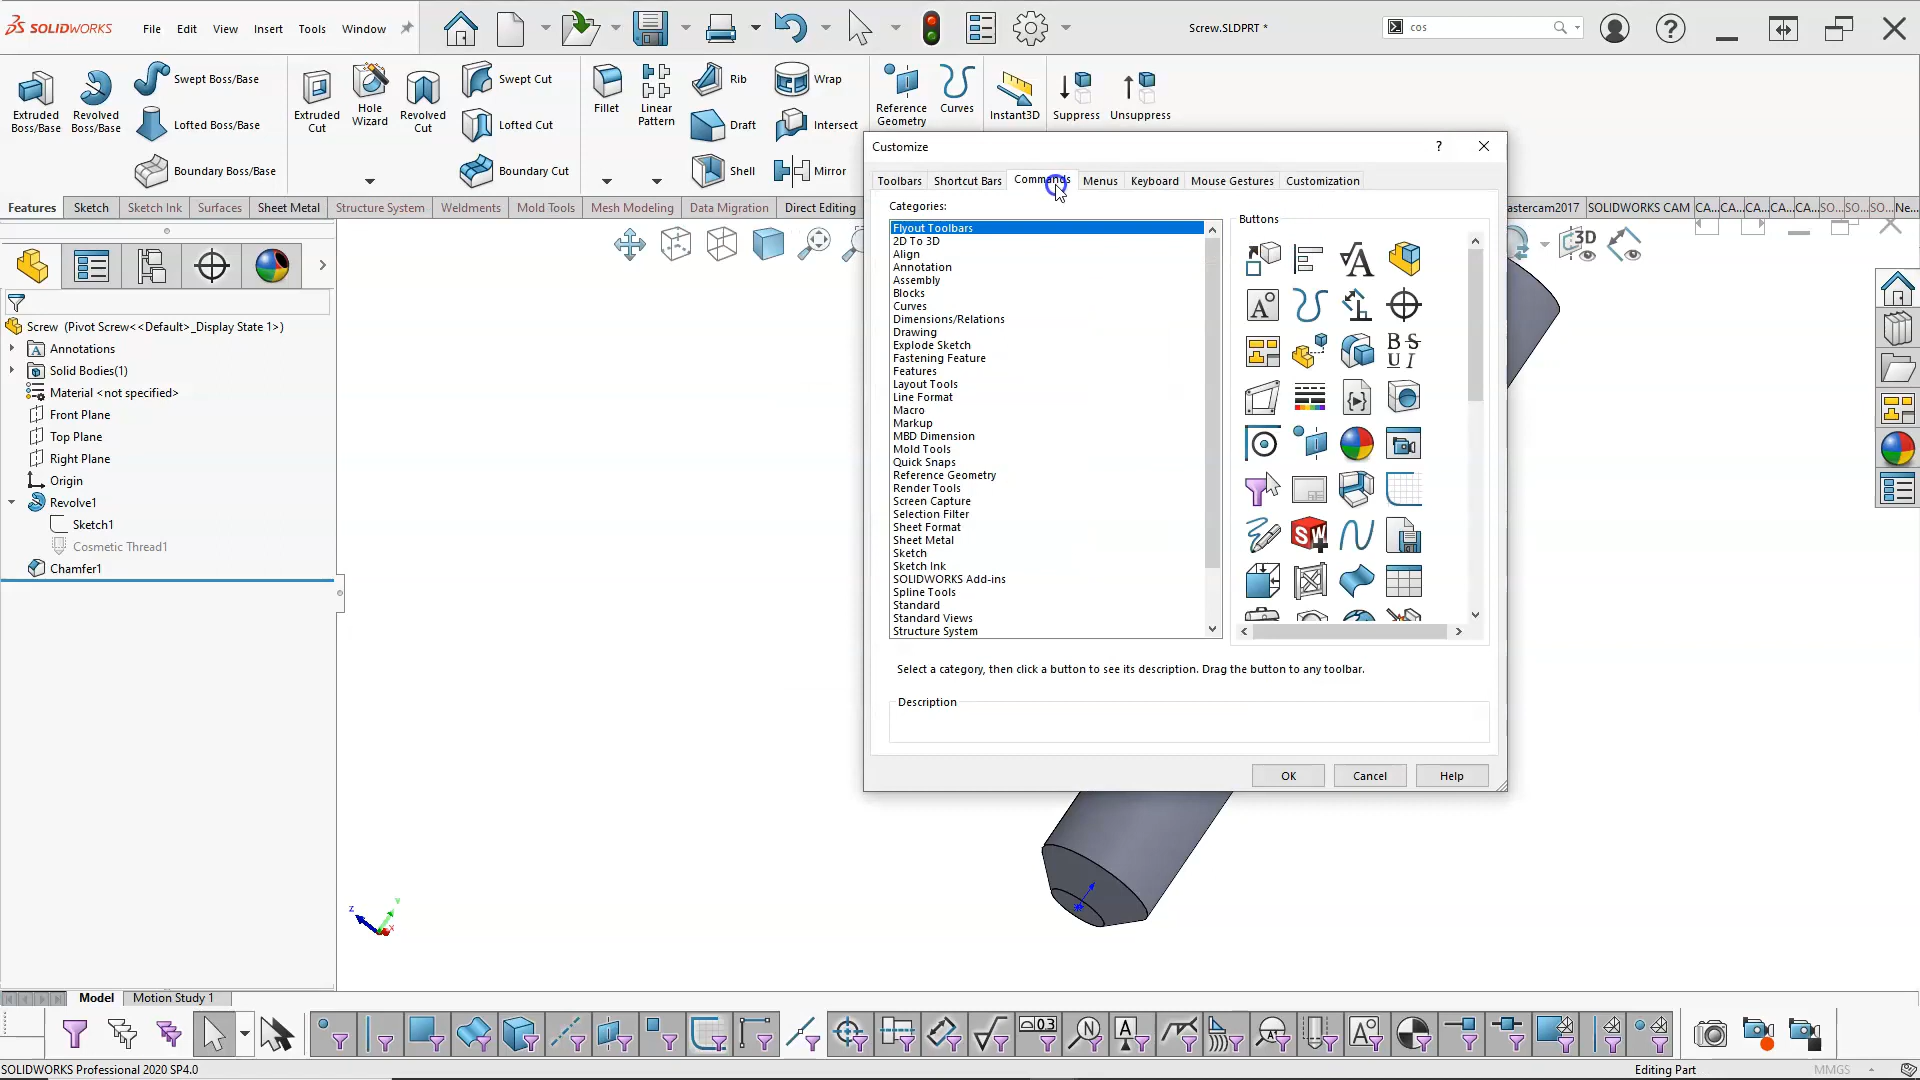 SOLIDWORKS File Edit View Insert Tools Window Screw.SLDPRT * cos
Extruded Boss/Base
Revolved Boss/Base
Swept Boss/Base
Lofted Boss/Base
Boundary Boss/Base
Extruded Cut
Hole Wizard
Revolved Cut
Swept Cut
Lofted Cut
Boundary Cut
Fillet
Linear Pattern
Rib
Draft
Shell
Wrap
Intersect
Mirror
Reference Geometry
Curves
Instant3D
Suppress
Unsuppress
Features Sketch Sketch Ink Surfaces Sheet Metal Structure System Weldments Mold Tools Mesh Modeling Data Migration Direct Editing astercam2017 SOLIDWORKS CAM CA... CA... CA... CA... SO... SO... SO... Ne...
Screw (Pivot Screw<<Default>_Display State 1>)
Annotations
Solid Bodies(1)
Material <not specified>
Front Plane
Top Plane
Right Plane
Origin
Revolve1
Sketch1
Cosmetic Thread1
Chamfer1
Customize
?
Toolbars Shortcut Bars Commands Menus Keyboard Mouse Gestures Customization
Categories:
Flyout Toolbars
2D To 3D
Align
Annotation
Assembly
Blocks
Curves
Dimensions/Relations
Drawing
Explode Sketch
Fastening Feature
Features
Layout Tools
Line Format
Macro
Markup
MBD Dimension
Mold Tools
Quick Snaps
Reference Geometry
Render Tools
Screen Capture
Selection Filter
Sheet Format
Sheet Metal
Sketch
Sketch Ink
SOLIDWORKS Add-ins
Spline Tools
Standard
Standard Views
Structure System
Buttons
B S
U I
SW
3D
Select a category, then click a button to see its description. Drag the button to any toolbar.
Description
OK Cancel Help
Z Y X
Model Motion Study 1
SOLIDWORKS Professional 2020 SP4.0 Editing Part MMGS